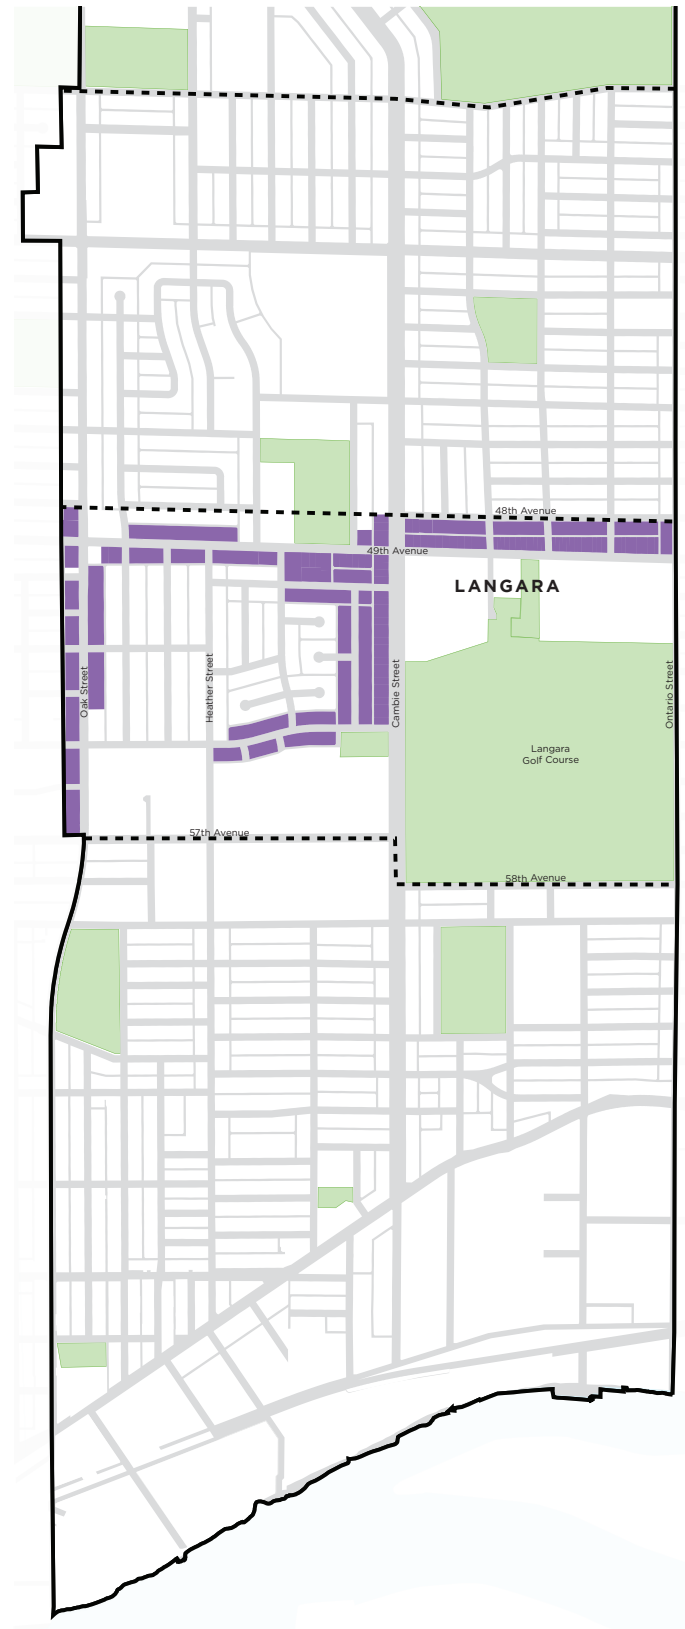 48th Avenue
49th Avenue
LANGARA
Oak Street
Heather Street
Cambie Street
Ontario Street
Langara
Golf Course
57th Avenue
58th Avenue